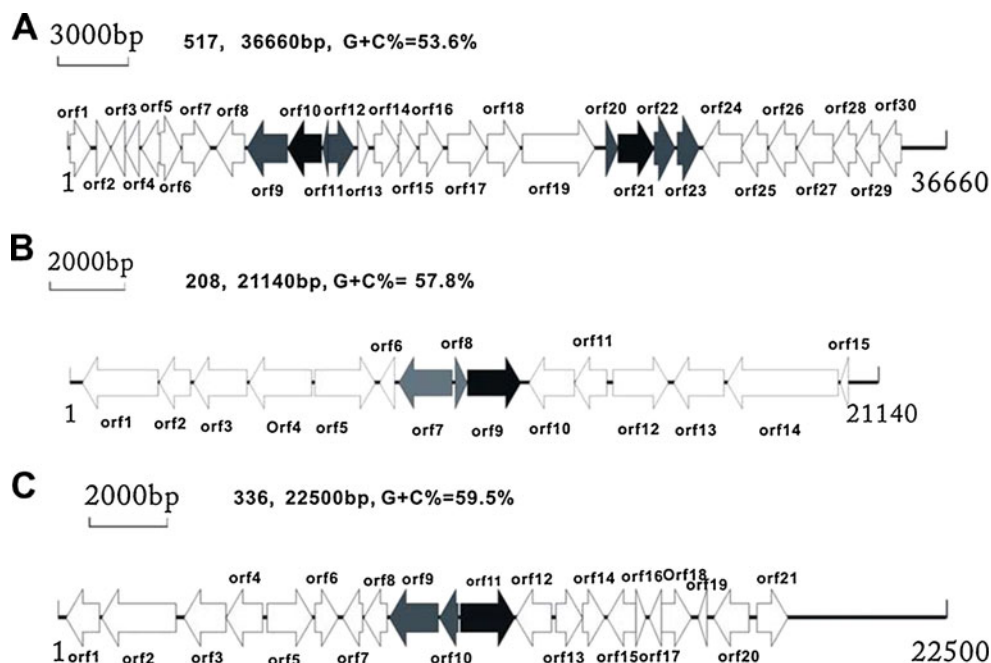 A
3000bp
517, 36660bp, G+C%=53.6%
orf1 orf3 orf5 orf7 orf8 orf10 orf12 orf14 orf16 orf18 orf20 orf22 orf24 orf26 orf28 orf30
1 orf2 orf4 orf6 orf9 orf11 orf13 orf15 orf17 orf19 orf21 orf23 orf25 orf27 orf29 36660
B
2000bp
208, 21140bp, G+C%= 57.8%
orf6 orf8 orf11 orf15
1 orf1 orf2 orf3 Orf4 orf5 orf7 orf9 orf10 orf12 orf13 orf14 21140
C
2000bp
336, 22500bp, G+C%=59.5%
orf4 orf6 orf8 orf9 orf11 orf12 orf14 orf16 Orf18 orf19 orf21
1 orf1 orf2 orf3 orf5 orf7 orf10 orf13 orf15 orf17 orf20 22500